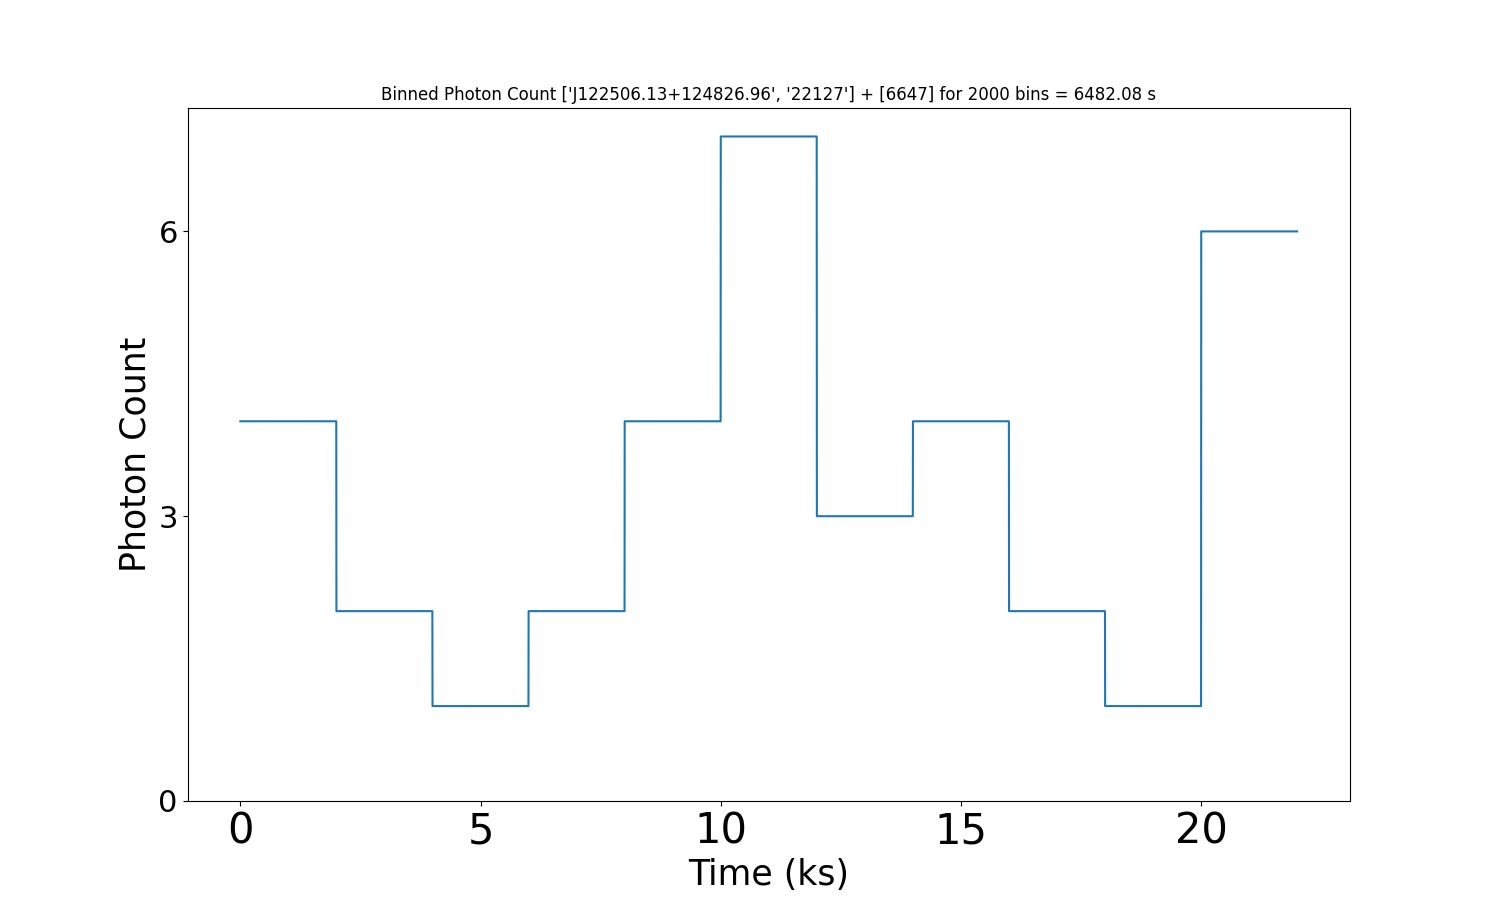 Binned Photon Count ['J122506.13+124826.96', '22127'] + [6647] for 2000 bins = 6482.08 s
6
3
0
Photon Count
0 5 10 15 20
Time (ks)